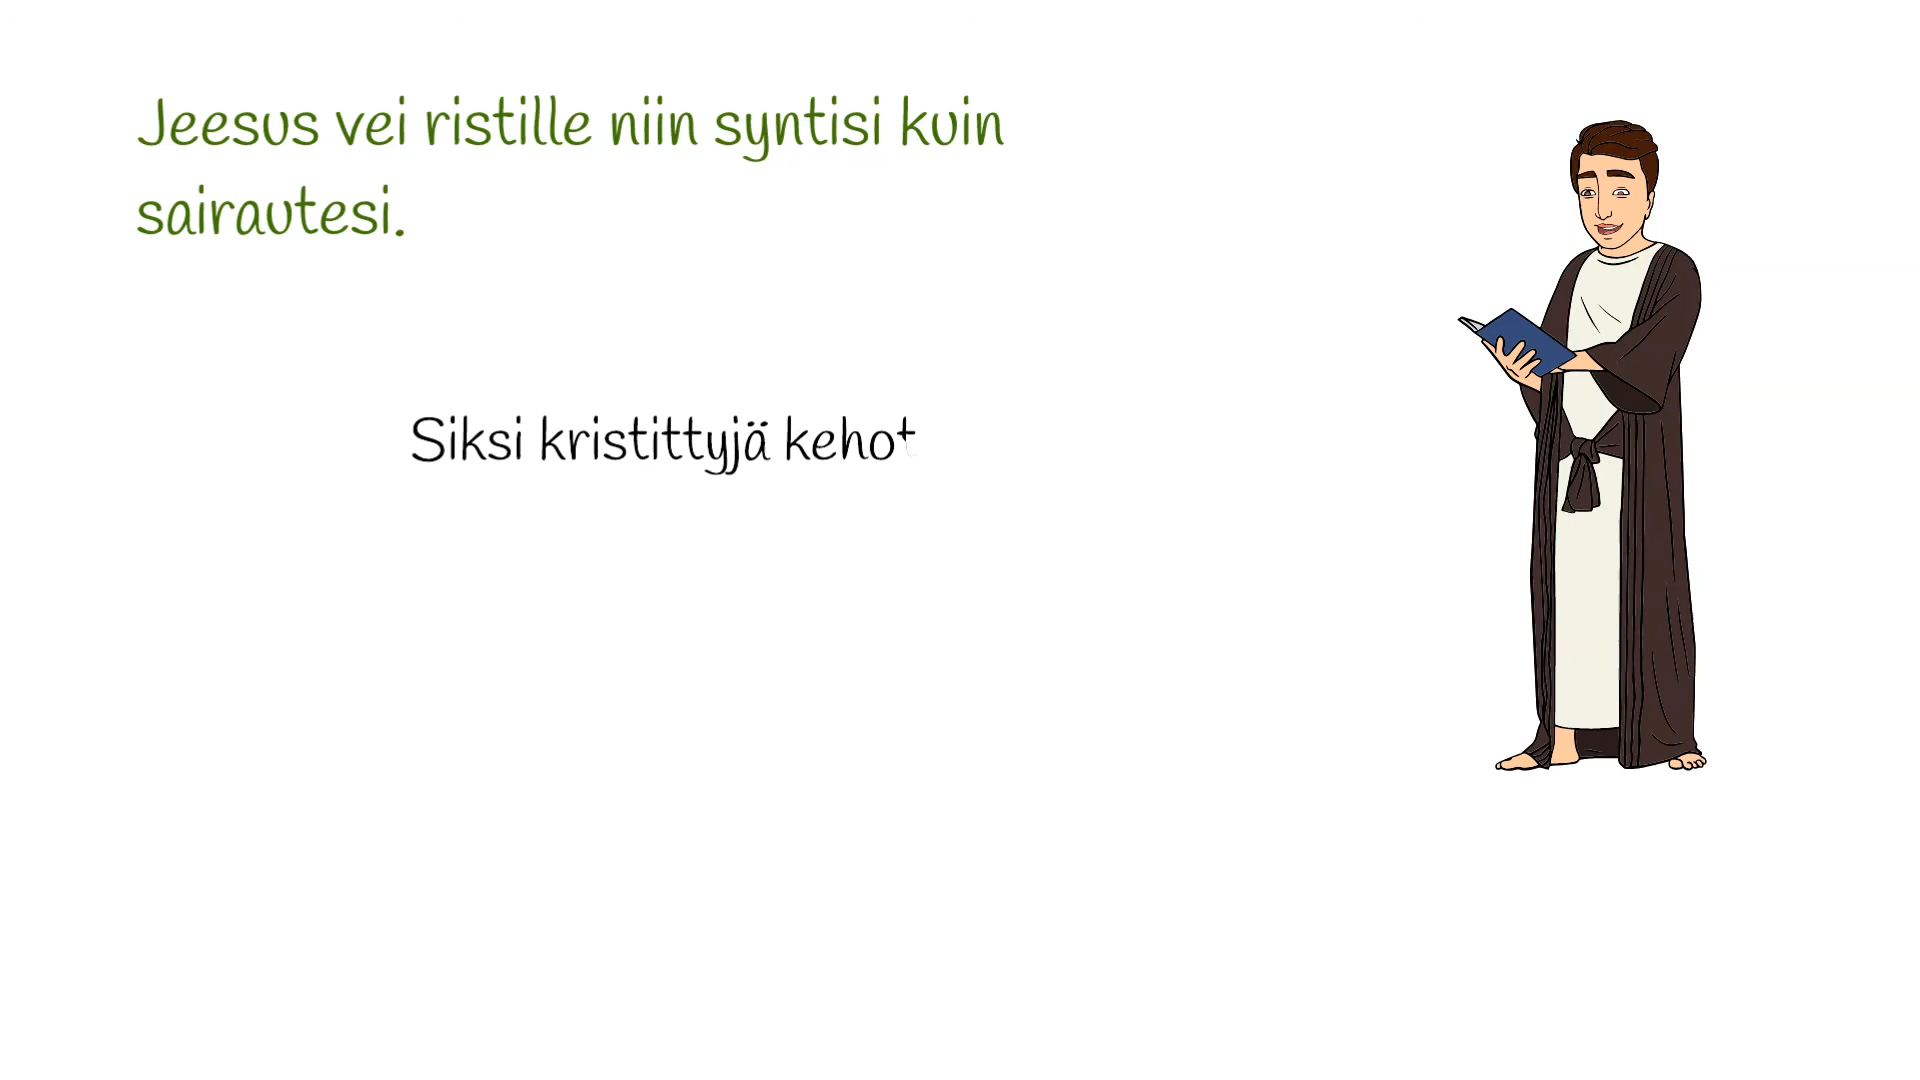 Jeesus vei ristille niin syntisi kuin
sairautesi.
Siksi kristittyjä kehot